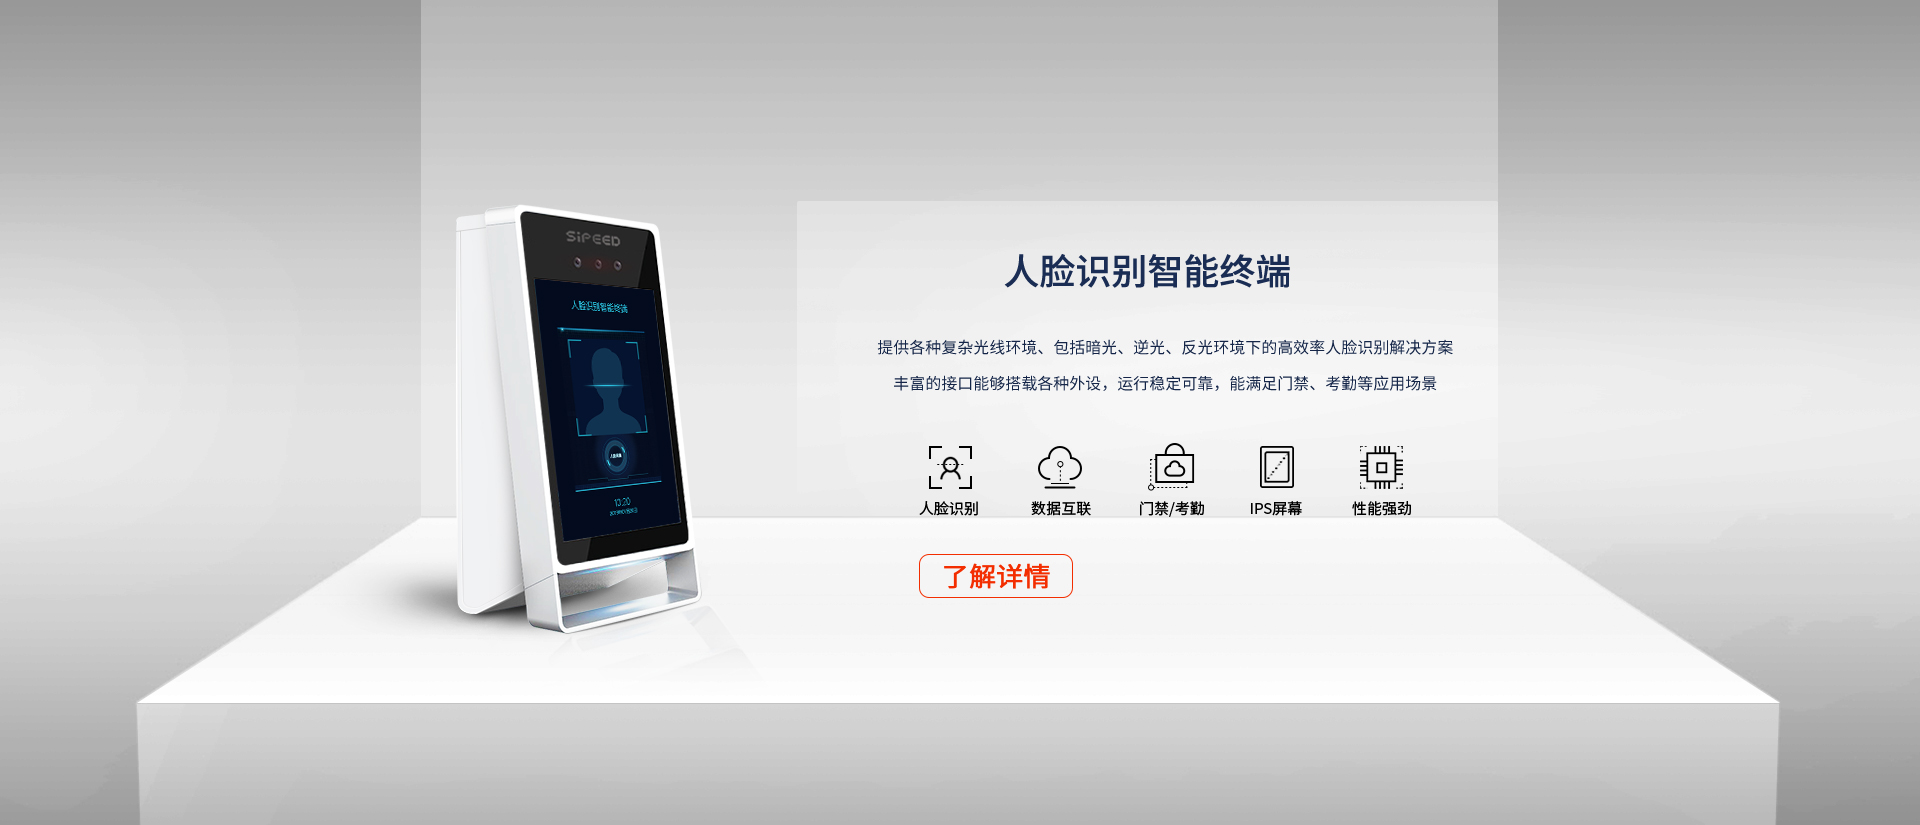 SiPEED
人脸识别智能终端
10:20
人脸识别智能终端
提供各种复杂光线环境、包括暗光、逆光、反光环境下的高效率人脸识别解决方案
丰富的接口能够搭载各种外设，运行稳定可靠，能满足门禁、考勤等应用场景
人脸识别 数据互联 门禁/考勤 IPS屏幕 性能强劲
了解详情